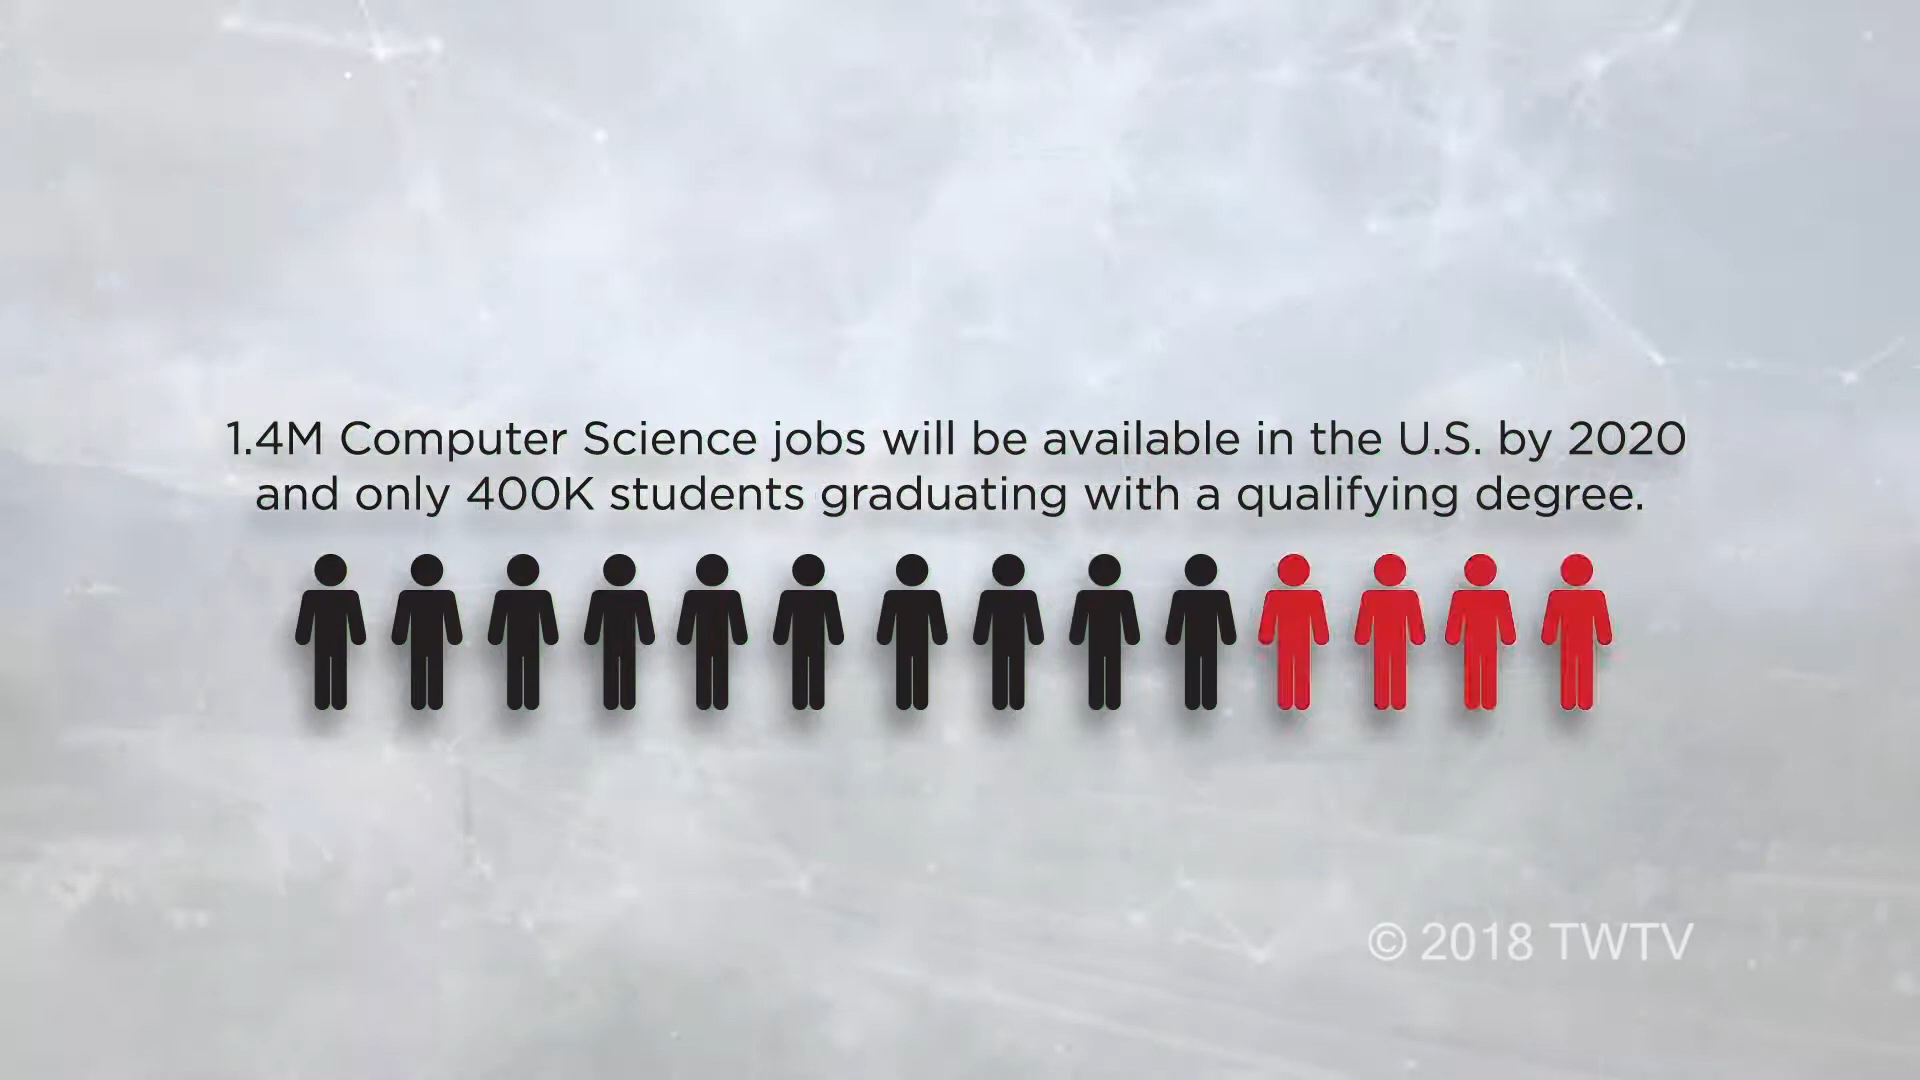 1.4M Computer Science jobs will be available in the U.S. by 2020
and only 400K students graduating with a qualifying degree.
© 2018 TWTV